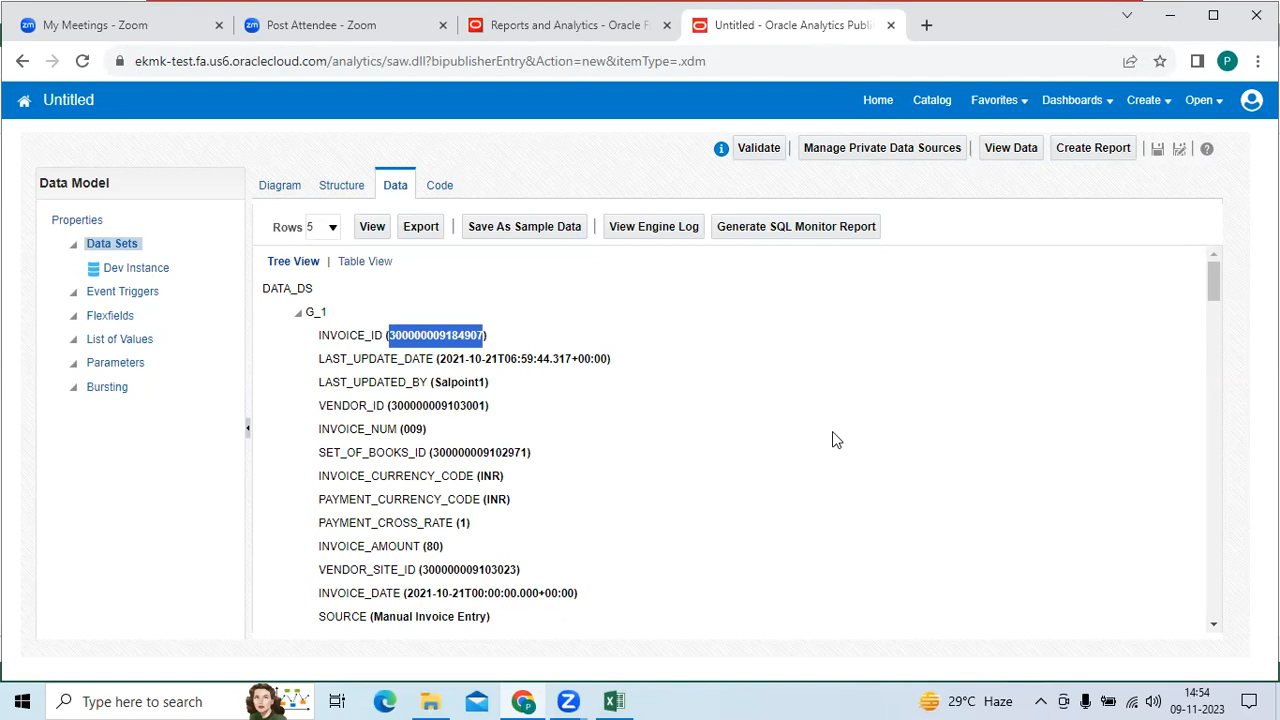 My Meetings - Zoom
Post Attendee - Zoom
Reports and Analytics - Oracle F
Untitled - Oracle Analytics Publi
ekmk-test.fa.us6.oraclecloud.com/analytics/saw.dll?bipublisherEntry&Action=new&itemType=.xdm
P
Untitled
Home
Catalog
Favorites
Dashboards
Create
Open
Validate
Manage Private Data Sources
View Data
Create Report
Data Model
Diagram
Structure
Data
Code
Properties
Data Sets
Dev Instance
Event Triggers
Flexfields
List of Values
Parameters
Bursting
Rows 5
View
Export
Save As Sample Data
View Engine Log
Generate SQL Monitor Report
Tree View | Table View
DATA_DS
G_1
INVOICE_ID (300000009184907)
LAST_UPDATE_DATE (2021-10-21T06:59:44.317+00:00)
LAST_UPDATED_BY (Salpoint1)
VENDOR_ID (300000009103001)
INVOICE_NUM (009)
SET_OF_BOOKS_ID (300000009102971)
INVOICE_CURRENCY_CODE (INR)
PAYMENT_CURRENCY_CODE (INR)
PAYMENT_CROSS_RATE (1)
INVOICE_AMOUNT (80)
VENDOR_SITE_ID (300000009103023)
INVOICE_DATE (2021-10-21T00:00:00.000+00:00)
SOURCE (Manual Invoice Entry)
Type here to search
29°C Haze
14:54
09-11-2023